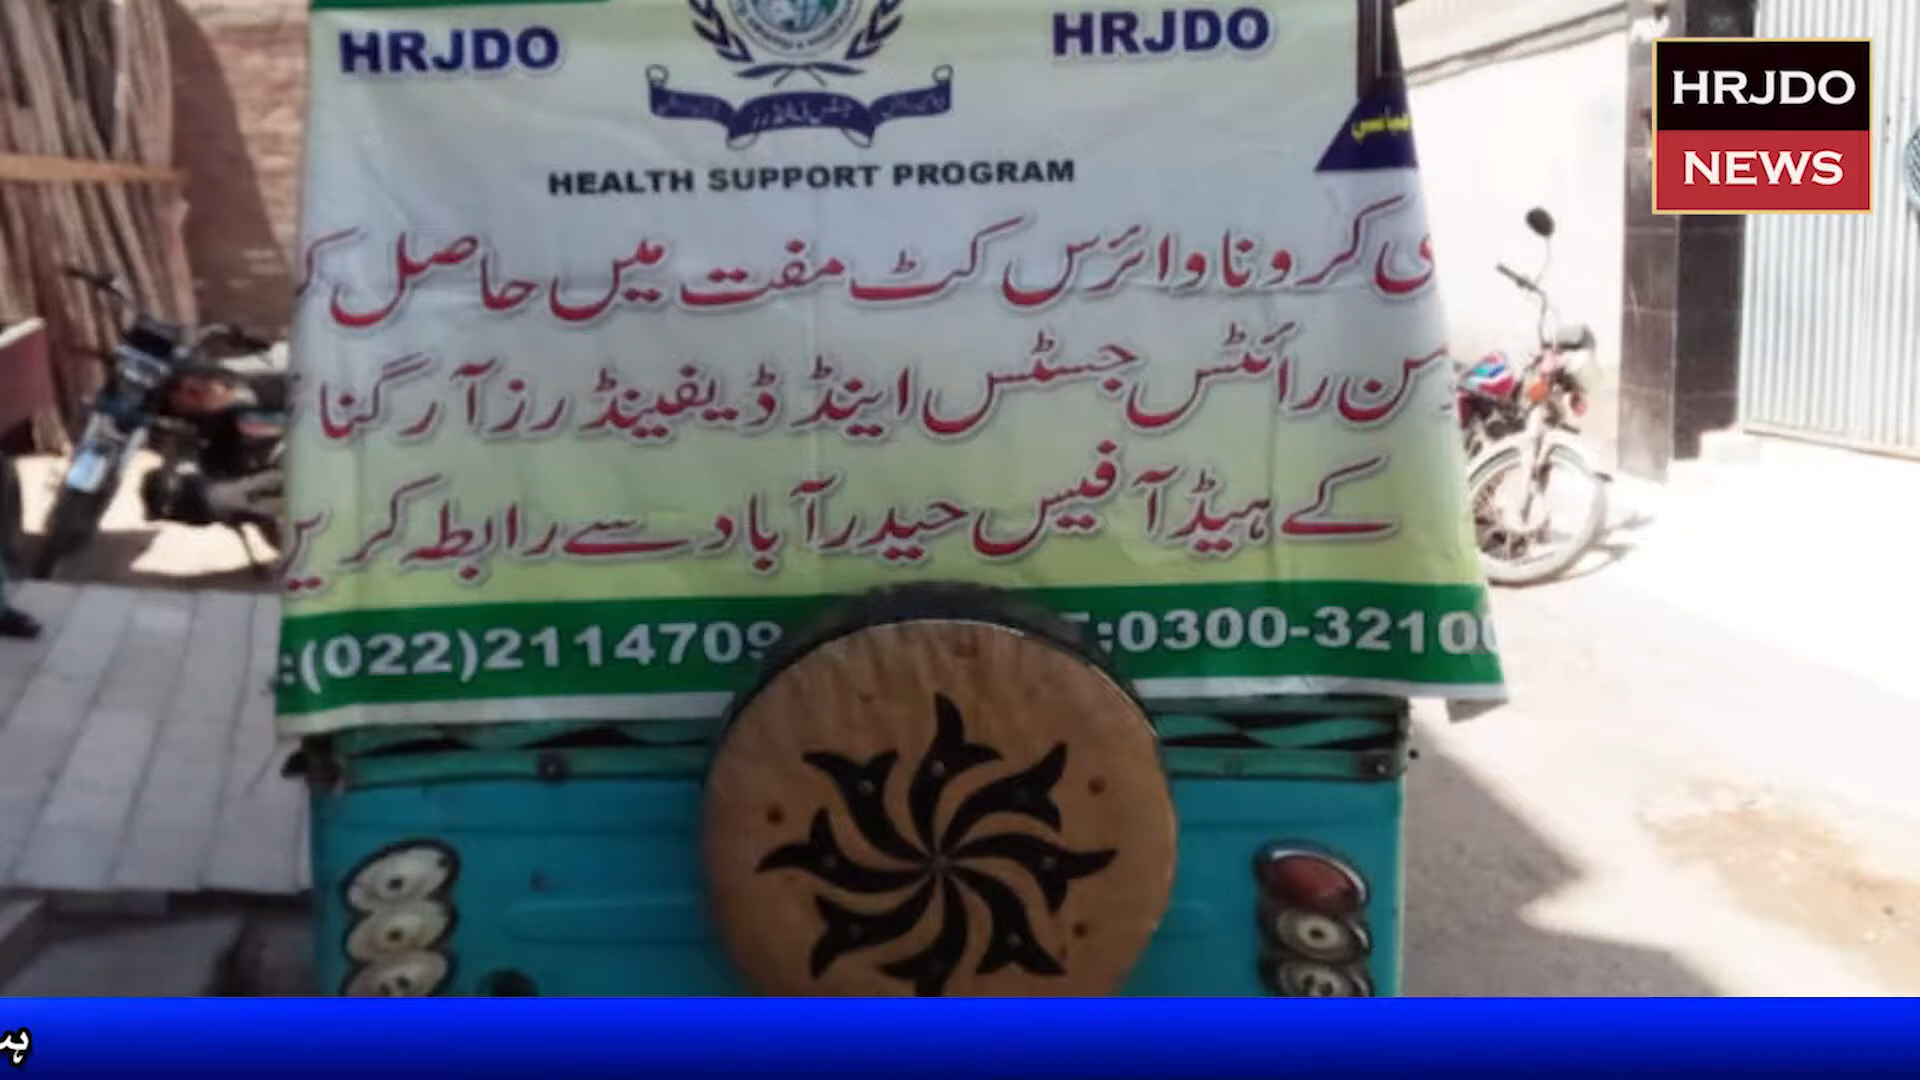 HRJDO HRJDO
HRJDO
NEWS
HEALTH SUPPORT PROGRAM
کرونا وائرس کٹ مفت میں حاصل
رائٹس جسٹس اینڈ ڈیفینڈرز آرگنا
کے ہیڈ آفیس حیدرآباد سے رابطہ کریں
:(022)2114709 :0300-32100